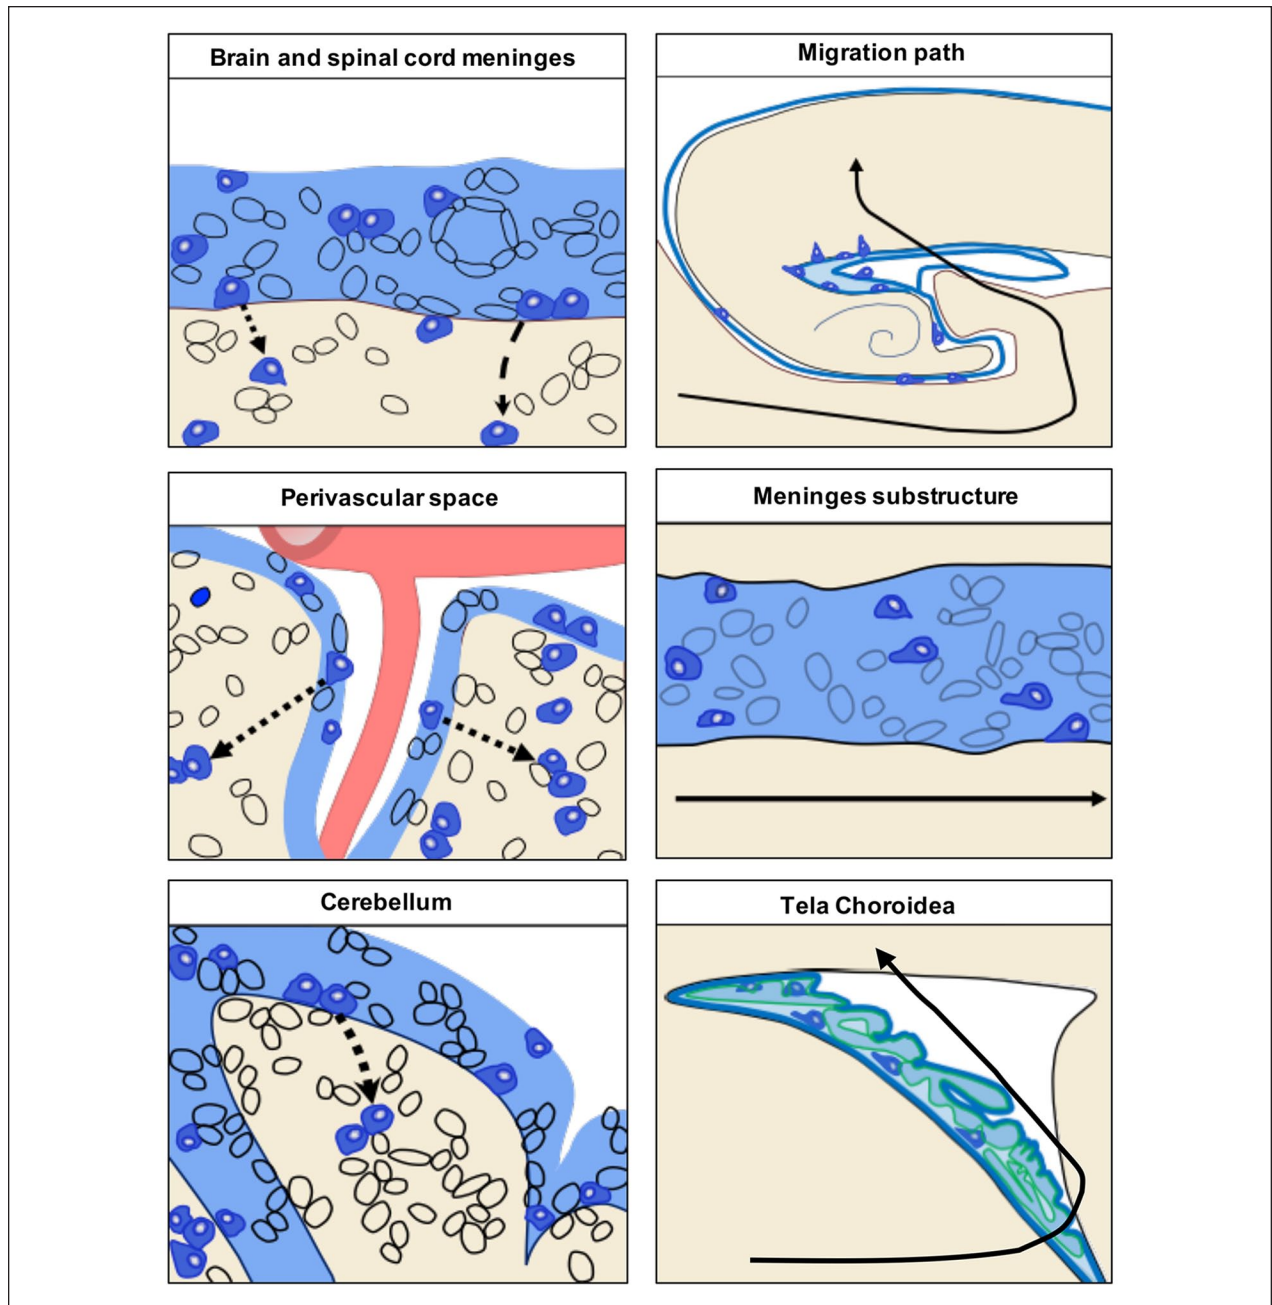 Brain and spinal cord meninges
Migration path
Perivascular space
Meninges substructure
Cerebellum
Tela Choroidea